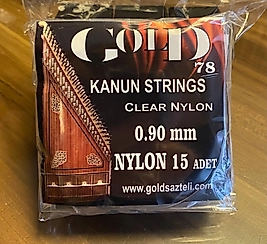 GOLD
78
KANUN STRINGS
CLEAR NYLON
0.90 mm
NYLON 15 ADET
www.goldsazteli.com